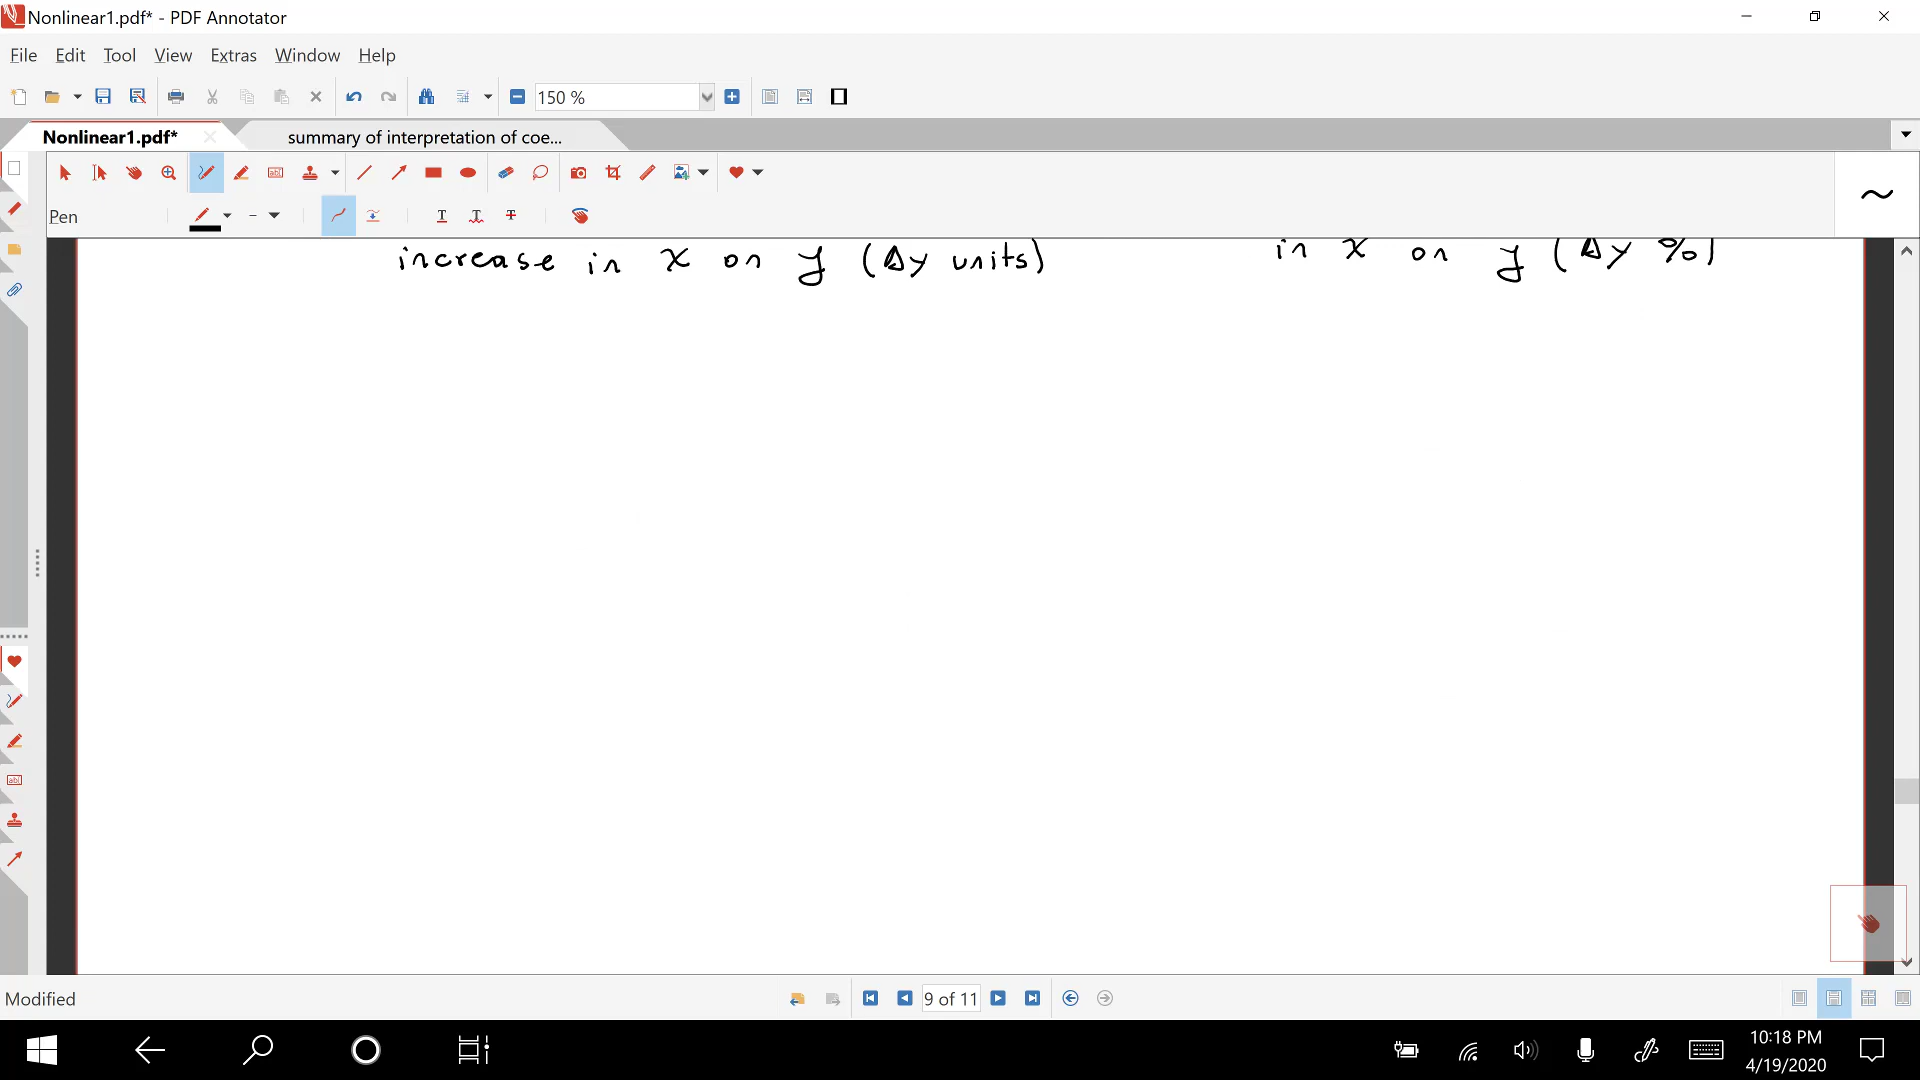 Nonlinear1.pdf* - PDF Annotator
File Edit Tool View Extras Window Help
150 %
Nonlinear1.pdf*
summary of interpretation of coe...
Pen
increase in x on y (Δy units)
in x on y (Δy %)
Modified
9 of 11
10:18 PM
4/19/2020